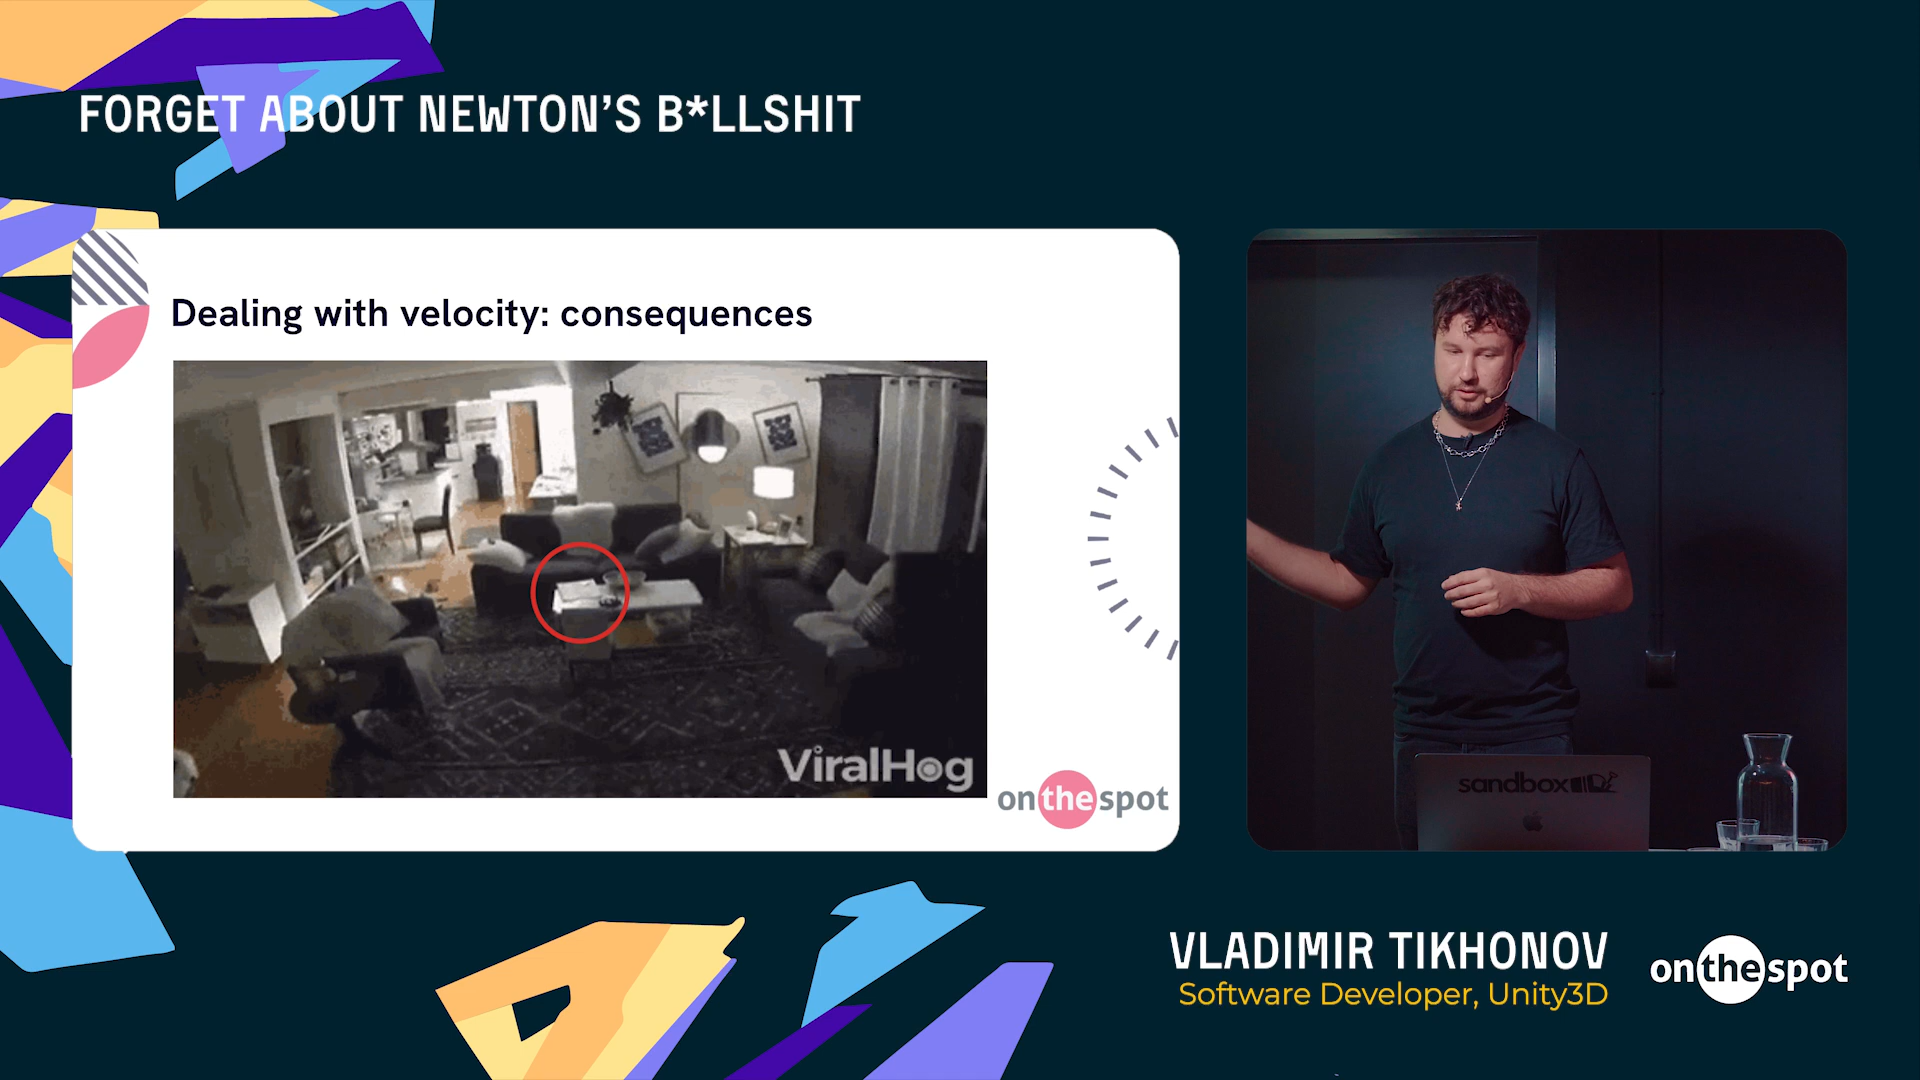 FORGET ABOUT NEWTON'S B*LLSHIT
Dealing with velocity: consequences
ViralHog
onthespot
sandbox
VLADIMIR TIKHONOV
Software Developer, Unity3D
onthespot